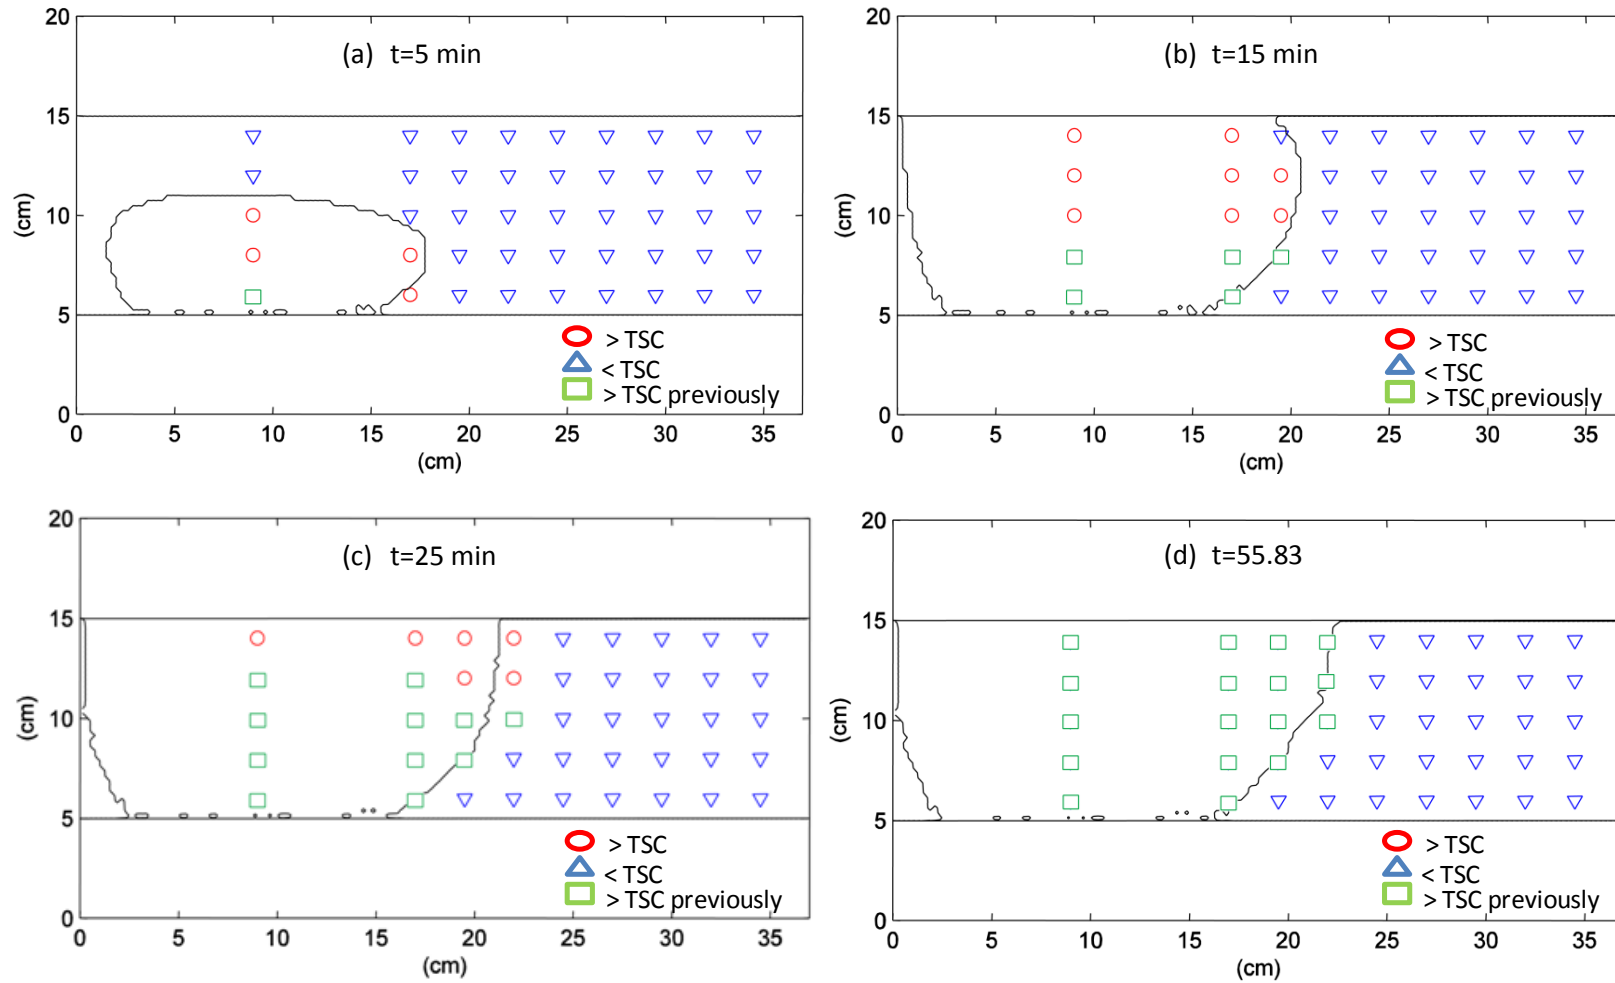 (a) t=5 min
20
15
10
5
0
(cm)
> TSC
< TSC
> TSC previously
0 5 10 15 20 25 30 35
(cm)
(b) t=15 min
20
15
10
5
0
(cm)
> TSC
< TSC
> TSC previously
0 5 10 15 20 25 30 35
(cm)
(c) t=25 min
20
15
10
5
0
(cm)
> TSC
< TSC
> TSC previously
0 5 10 15 20 25 30 35
(cm)
(d) t=55.83
20
15
10
5
0
(cm)
> TSC
< TSC
> TSC previously
0 5 10 15 20 25 30 35
(cm)